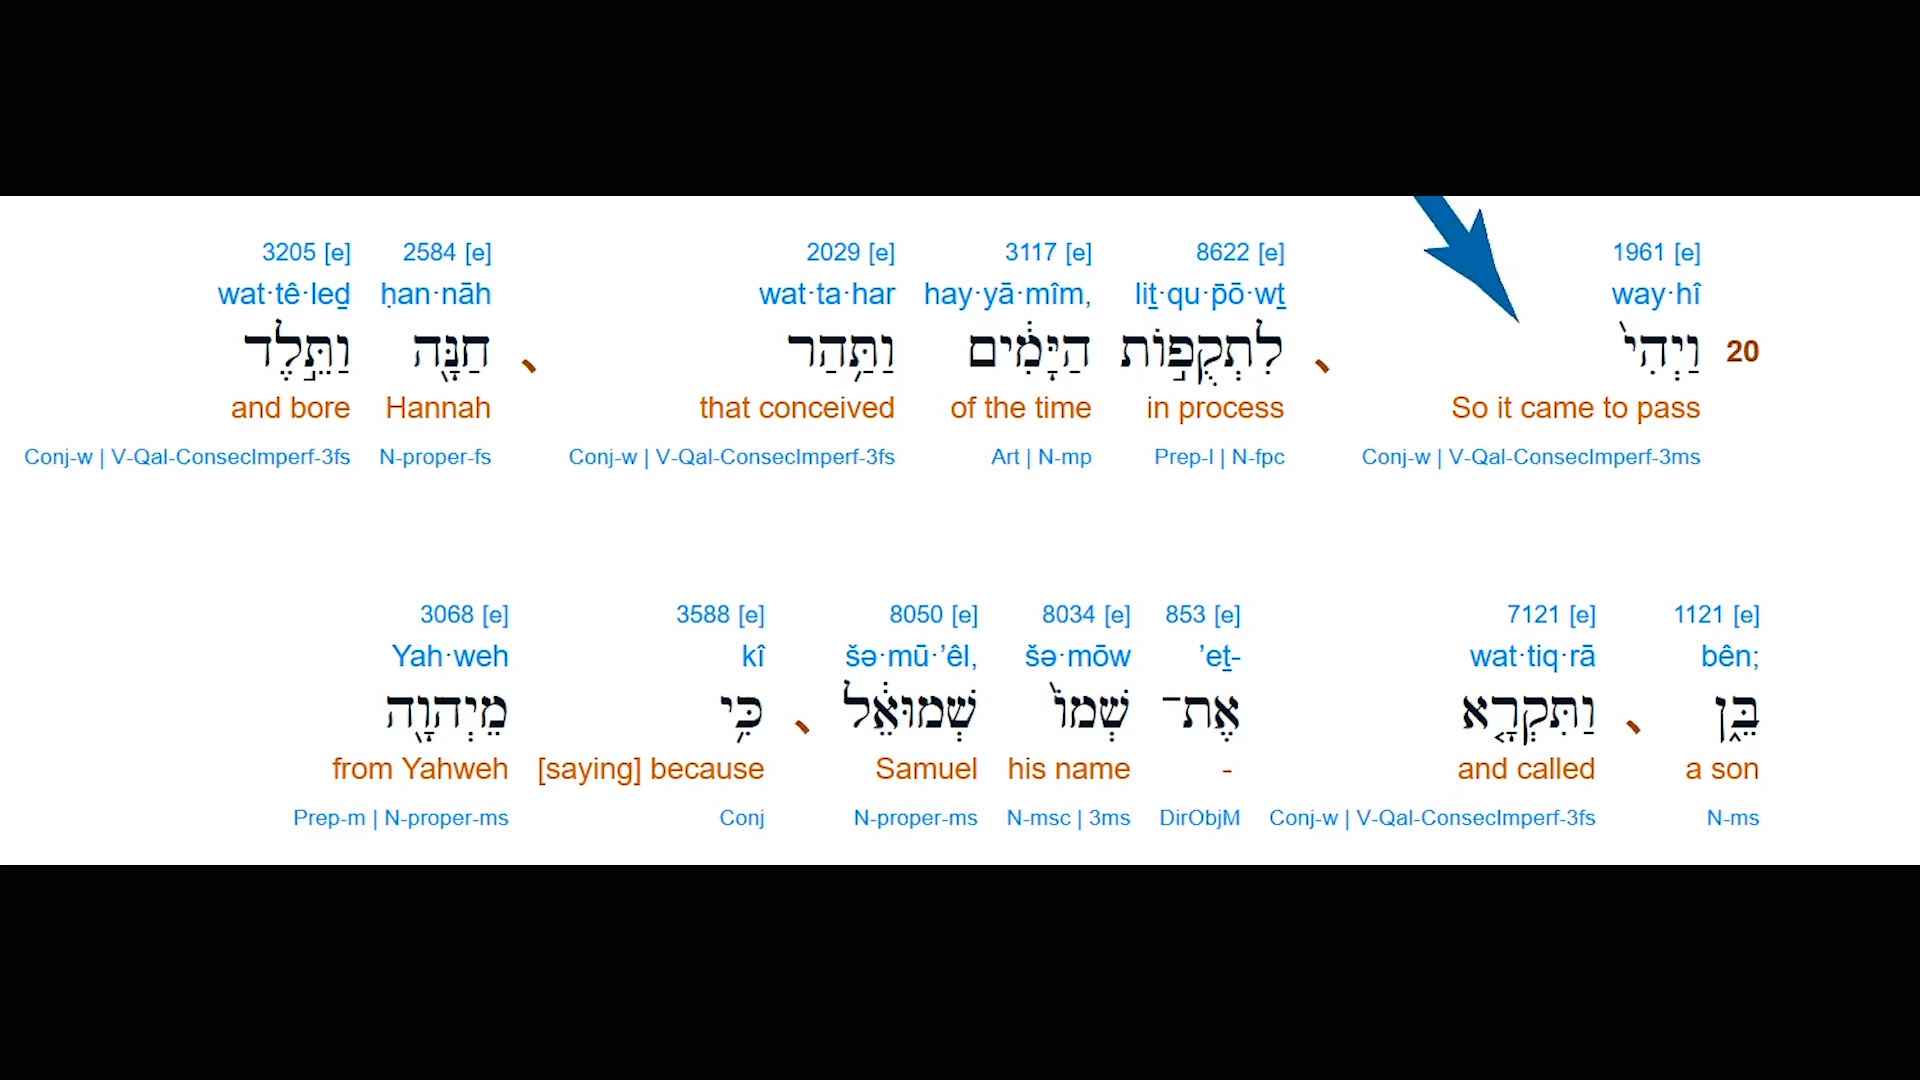 1961 [e] 8622 [e] 3117 [e] 2029 [e] 2584 [e] 3205 [e]
way·hî liṯ·qu·p̄ō·wṯ hay·yā·mîm, wat·ta·har ḥan·nāh wat·tê·leḏ
20 וַיְהִי֙ 、 לִתְקֻפ֣וֹת הַיָּמִ֔ים וַתַּ֥הַר 、 חַנָּ֖ה וַתֵּ֣לֶד
So it came to pass in process of the time that conceived Hannah and bore
Conj-w | V-Qal-ConsecImperf-3ms Prep-l | N-fpc Art | N-mp Conj-w | V-Qal-ConsecImperf-3fs N-proper-fs Conj-w | V-Qal-ConsecImperf-3fs
1121 [e] 7121 [e] 853 [e] 8034 [e] 8050 [e] 3588 [e] 3068 [e]
bên; wat·tiq·rā ’eṯ- šə·mōw šə·mū·’êl, kî Yah·weh
בֵּ֑ן 、 וַתִּקְרָ֤א אֶת־ שְׁמוֹ֙ שְׁמוּאֵ֔ל 、 כִּ֥י מֵיְהוָ֖ה
a son and called - his name Samuel [saying] because from Yahweh
N-ms Conj-w | V-Qal-ConsecImperf-3fs DirObjM N-msc | 3ms N-proper-ms Conj Prep-m | N-proper-ms